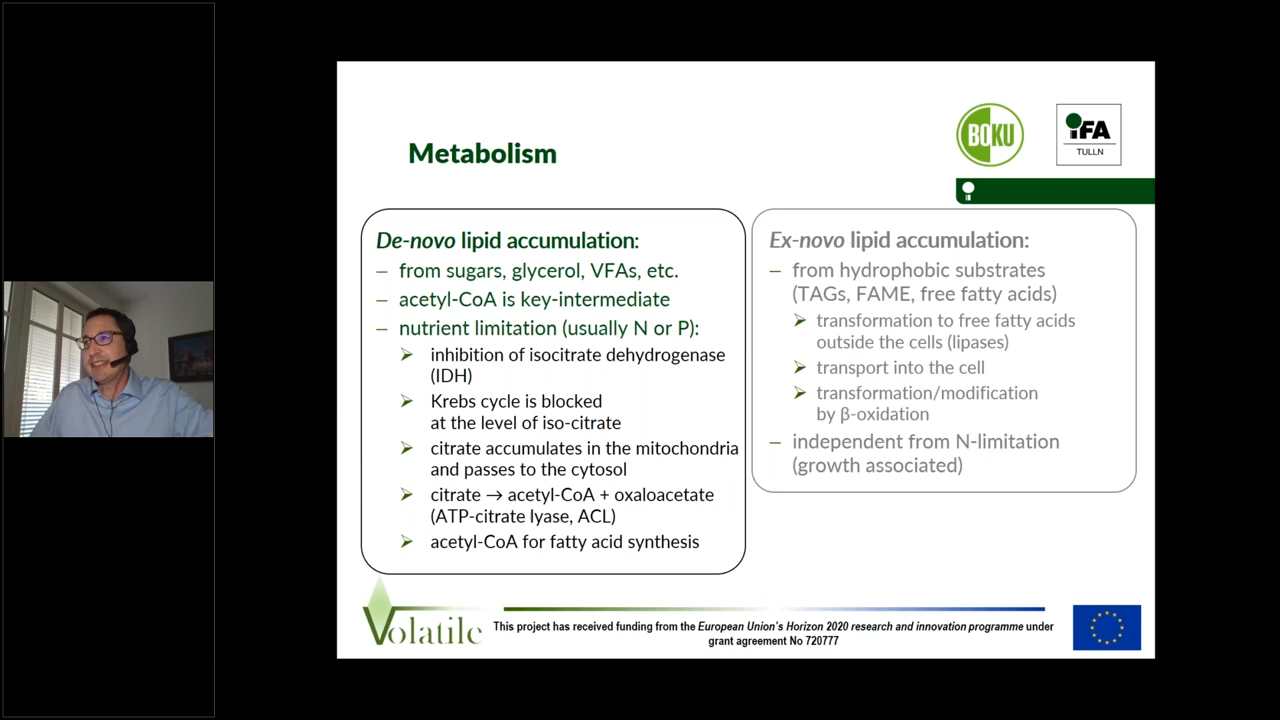 BOKU
iFA
TULLN
Metabolism
De-novo lipid accumulation:
– from sugars, glycerol, VFAs, etc.
– acetyl-CoA is key-intermediate
– nutrient limitation (usually N or P):
➢ inhibition of isocitrate dehydrogenase
(IDH)
➢ Krebs cycle is blocked
at the level of iso-citrate
➢ citrate accumulates in the mitochondria
and passes to the cytosol
➢ citrate → acetyl-CoA + oxaloacetate
(ATP-citrate lyase, ACL)
➢ acetyl-CoA for fatty acid synthesis
Ex-novo lipid accumulation:
– from hydrophobic substrates
(TAGs, FAME, free fatty acids)
➢ transformation to free fatty acids
outside the cells (lipases)
➢ transport into the cell
➢ transformation/modification
by β-oxidation
– independent from N-limitation
(growth associated)
Volatile
This project has received funding from the European Union's Horizon 2020 research and innovation programme under
grant agreement No 720777